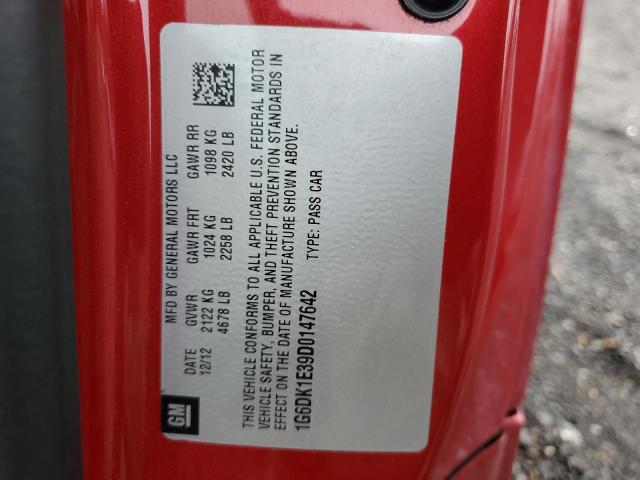 GM
MFD BY GENERAL MOTORS LLC
DATE GVWR GAWR FRT GAWR RR
12/12 2122 KG 1024 KG 1098 KG
4678 LB 2258 LB 2420 LB
THIS VEHICLE CONFORMS TO ALL APPLICABLE U.S. FEDERAL MOTOR
VEHICLE SAFETY, BUMPER, AND THEFT PREVENTION STANDARDS IN
EFFECT ON THE DATE OF MANUFACTURE SHOWN ABOVE.
1G6DK1E39D0147642 TYPE: PASS CAR